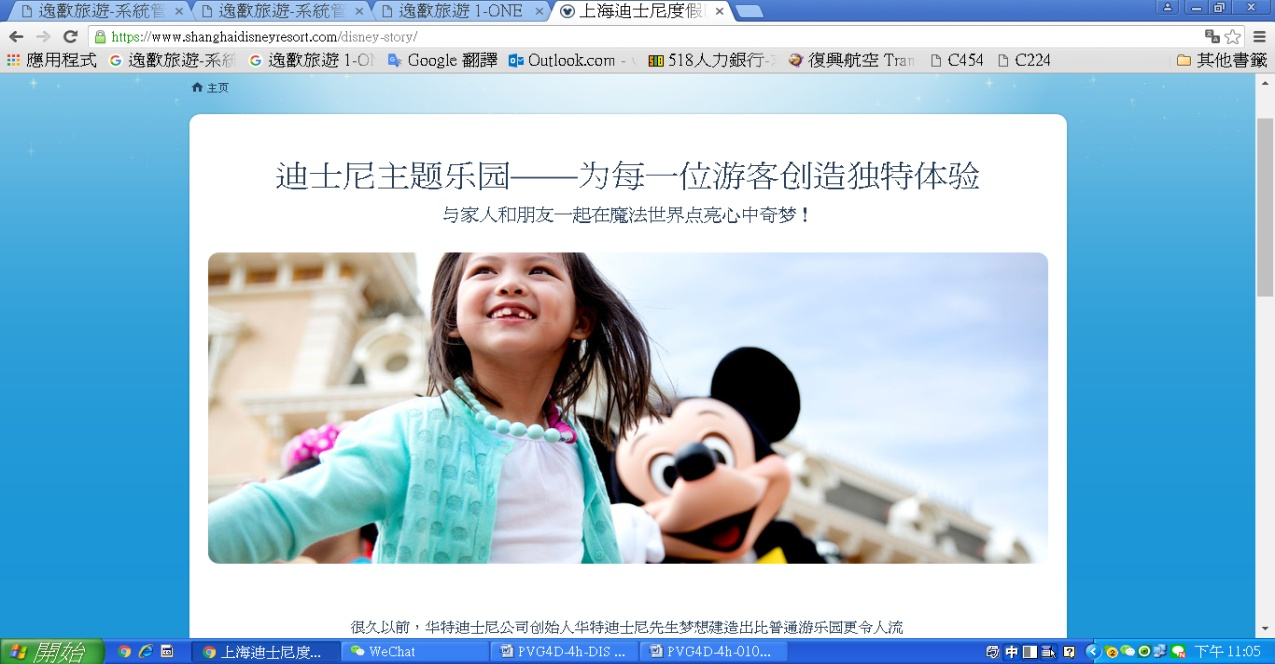 逸歡旅遊-系統管
逸歡旅遊-系統管
逸歡旅遊 1-ONE
上海迪士尼度假
https://www.shanghaidisneyresort.com/disney-story/
應用程式
逸歡旅遊-系統
逸歡旅遊 1-O
Google 翻譯
Outlook.com -
518人力銀行-
復興航空 Tran
C454
C224
其他書籤
主页
迪士尼主题乐园——为每一位游客创造独特体验
与家人和朋友一起在魔法世界点亮心中奇梦！
很久以前，华特迪士尼公司创始人华特迪士尼先生梦想建造出比普通游乐园更令人流
開始
上海迪士尼度...
WeChat
PVG4D-4h-DIS ...
PVG4D-4h-010...
中
下午 11:05